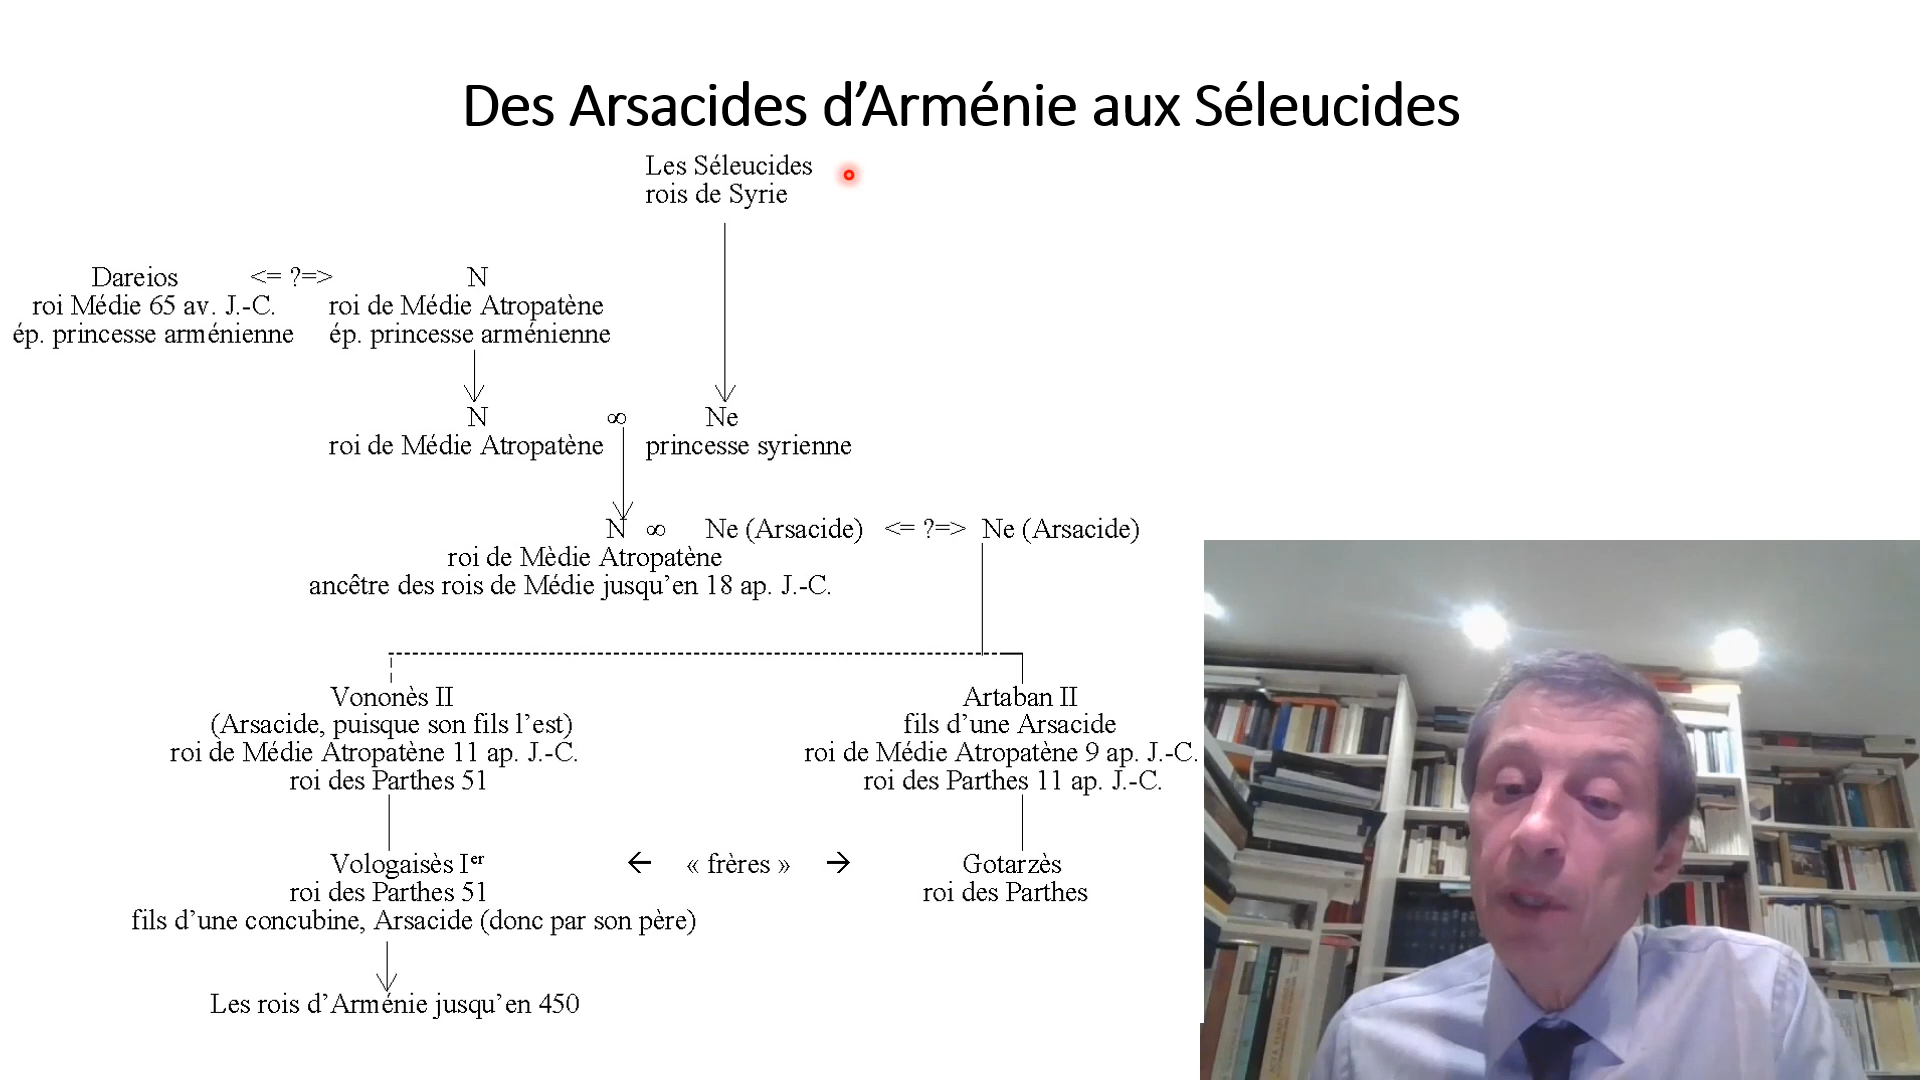 Des Arsacides d’Arménie aux Séleucides
Les Séleucides
rois de Syrie
Dareios <= ?=> N
roi Médie 65 av. J.-C. roi de Médie Atropatène
ép. princesse arménienne ép. princesse arménienne
N ∞ Ne
roi de Médie Atropatène princesse syrienne
N ∞ Ne (Arsacide) <= ?=> Ne (Arsacide)
roi de Mèdie Atropatène
ancêtre des rois de Médie jusqu’en 18 ap. J.-C.
Vononès II
(Arsacide, puisque son fils l’est)
roi de Médie Atropatène 11 ap. J.-C.
roi des Parthes 51
Artaban II
fils d’une Arsacide
roi de Médie Atropatène 9 ap. J.-C.
roi des Parthes 11 ap. J.-C.
Vologaisès Ier ← « frères » → Gotarzès
roi des Parthes 51 roi des Parthes
fils d’une concubine, Arsacide (donc par son père)
Les rois d’Arménie jusqu’en 450